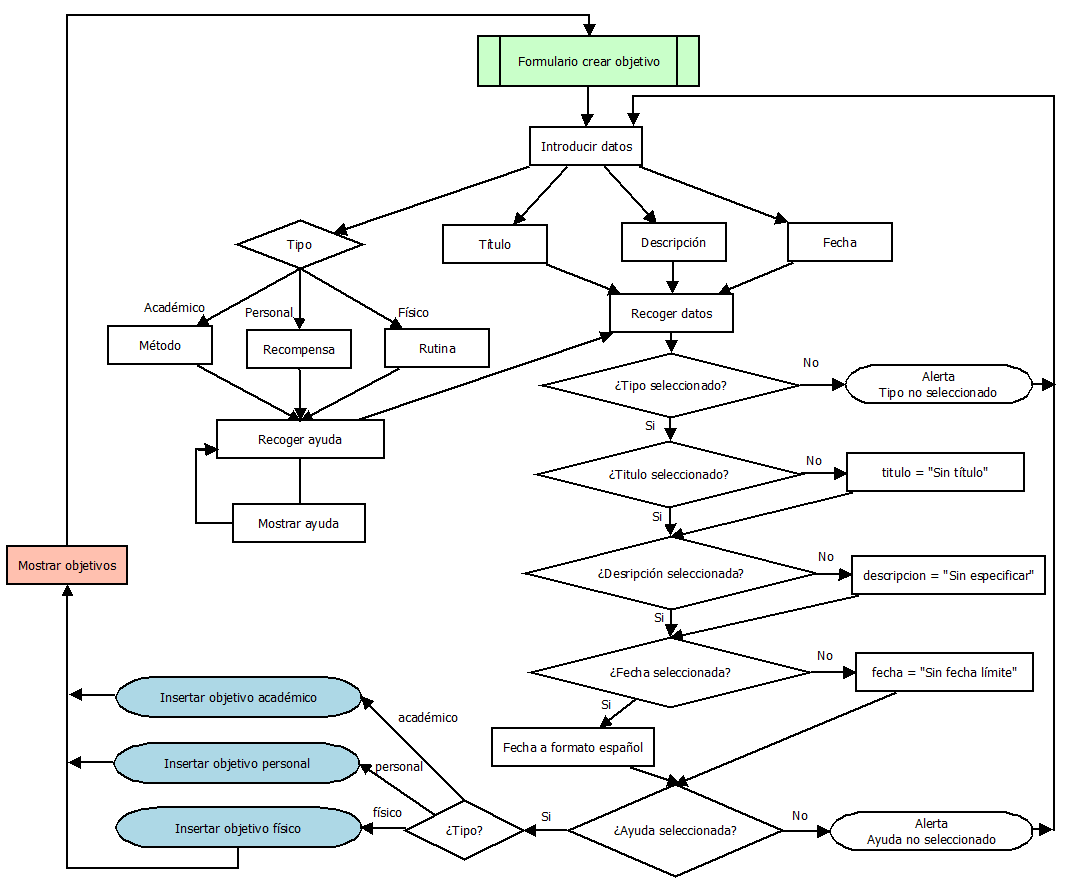 Formulario crear objetivo
Introducir datos
Tipo
Título
Descripción
Fecha
Académico
Personal
Físico
Método
Recompensa
Rutina
Recoger datos
¿Tipo seleccionado?
No
Alerta
Tipo no seleccionado
Si
Recoger ayuda
¿Titulo seleccionado?
No
titulo = "Sin título"
Si
Mostrar ayuda
Mostrar objetivos
¿Desripción seleccionada?
No
descripcion = "Sin especificar"
Si
¿Fecha seleccionada?
No
fecha = "Sin fecha límite"
Si
Fecha a formato español
Insertar objetivo académico
académico
Insertar objetivo personal
personal
Insertar objetivo físico
físico
¿Tipo?
Si
¿Ayuda seleccionada?
No
Alerta
Ayuda no seleccionado